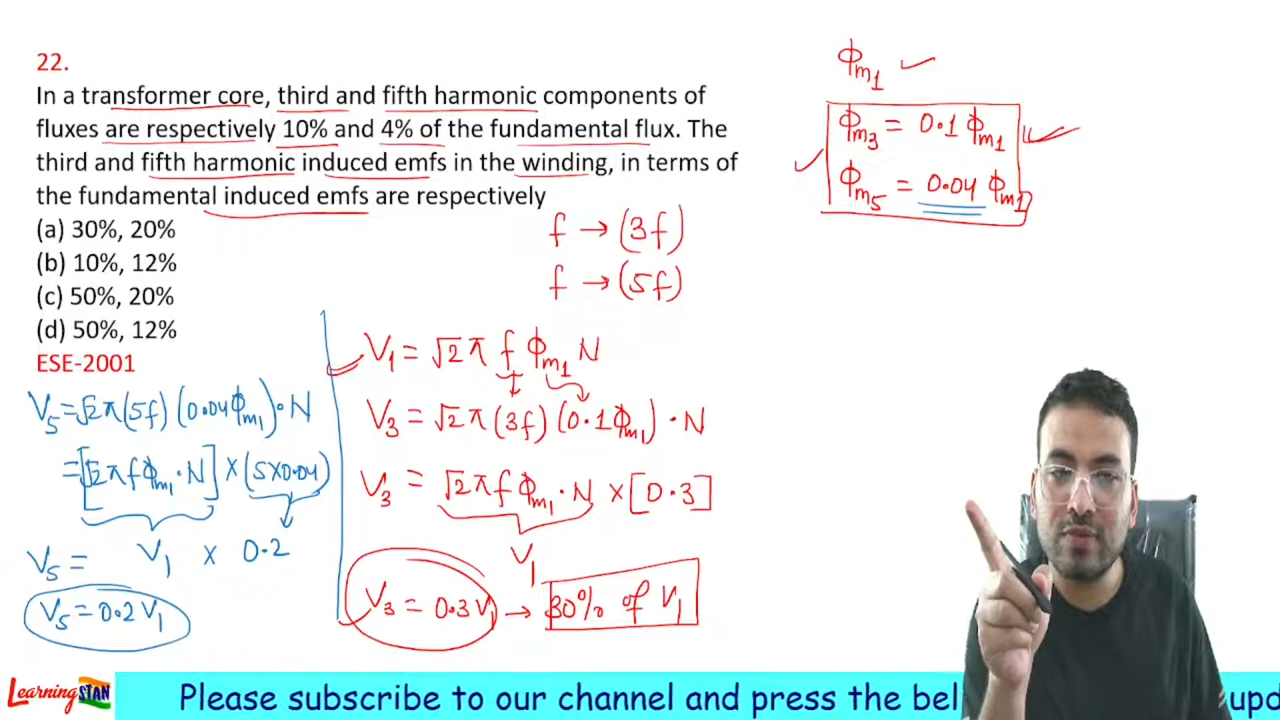 22.
In a transformer core, third and fifth harmonic components of
fluxes are respectively 10% and 4% of the fundamental flux. The
third and fifth harmonic induced emfs in the winding, in terms of
the fundamental induced emfs are respectively
(a) 30%, 20%
(b) 10%, 12%
(c) 50%, 20%
(d) 50%, 12%
ESE-2001
ϕm₁
ϕm₃ = 0.1 ϕm₁
ϕm₅ = 0.04 ϕm₁
f → (3f)
f → (5f)
V₁ = √2 π f ϕm₁ N
V₃ = √2 π (3f) (0.1ϕm₁) · N
V₃ = √2 π f ϕm₁ · N × [0.3]
V₁
V₃ = 0.3 V₁ → 30% of V₁
V₅ = √2 π (5f) (0.04ϕm₁) · N
= [√2 π f ϕm₁ · N] × (5×0.04)
V₅ = V₁ × 0.2
V₅ = 0.2 V₁
Learning STAN
Please subscribe to our channel and press the bel
upd